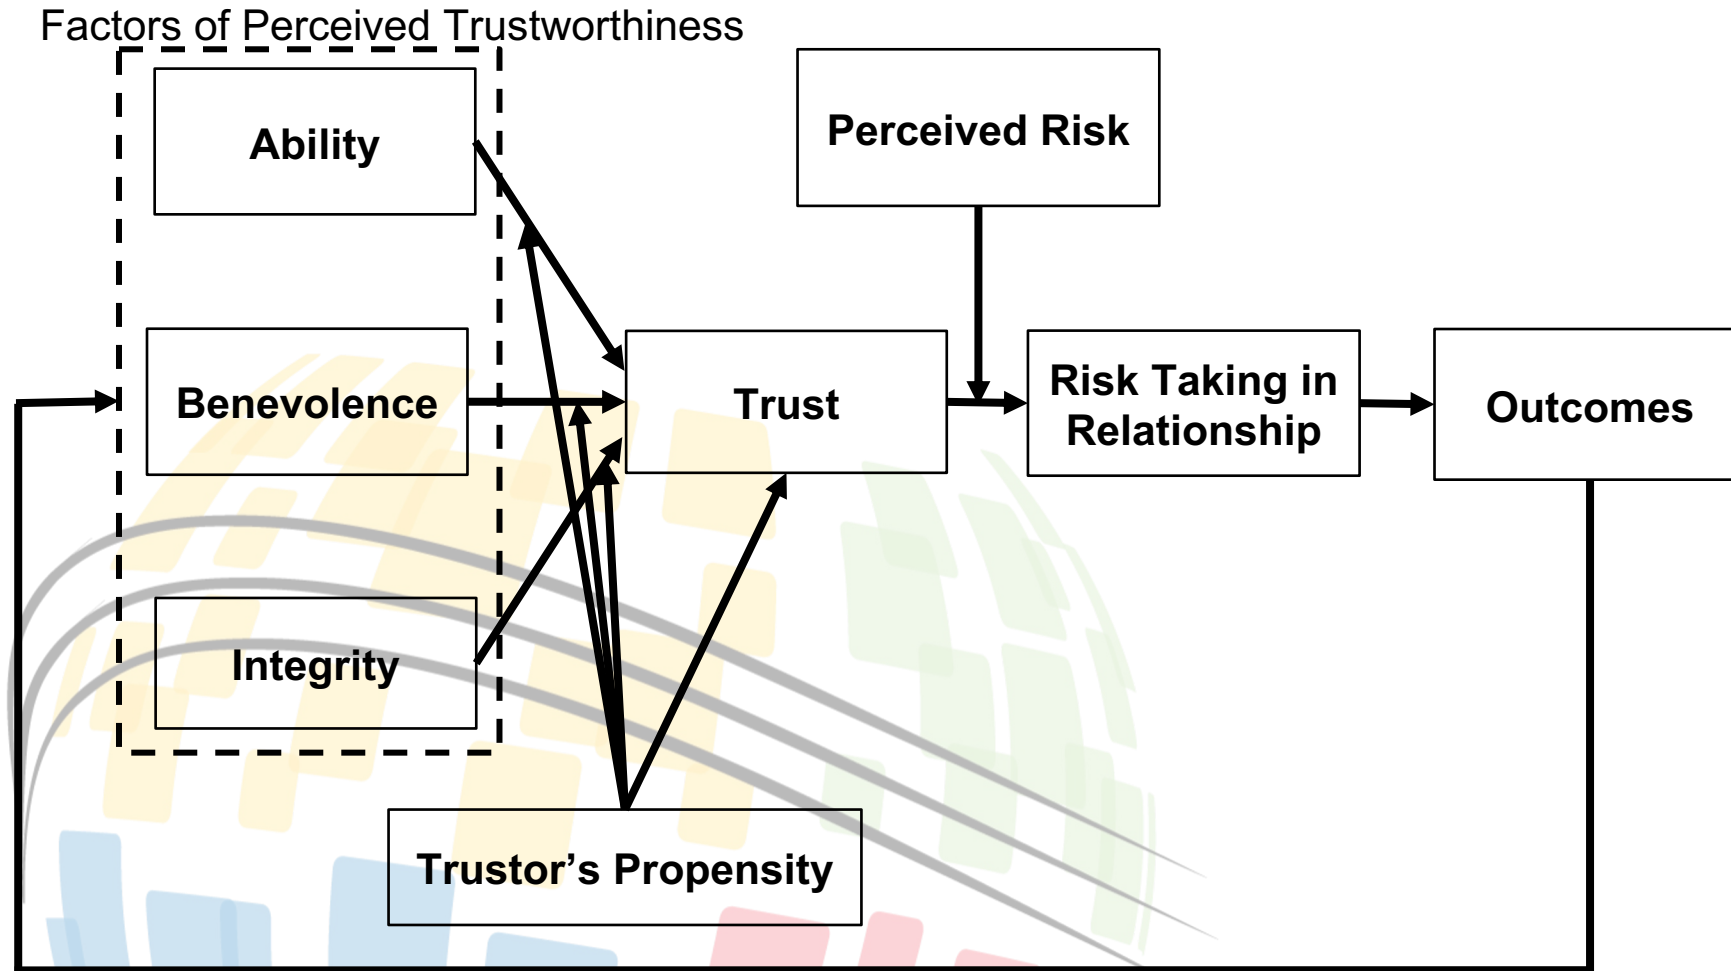 Factors of Perceived Trustworthiness
Ability
Perceived Risk
Benevolence
Trust
Risk Taking in
Relationship
Outcomes
Integrity
Trustor’s Propensity